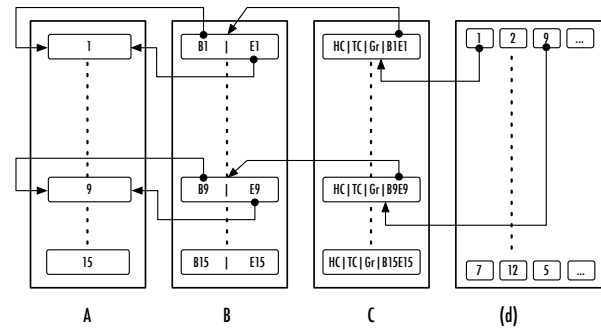 1
B1 | E1
HC|TC|Gr|B1E1
1 2 9 ...
9
B9 | E9
HC|TC|Gr|B9E9
15
B15 | E15
HC|TC|Gr|B15E15
7 12 5 ...
A B C (d)